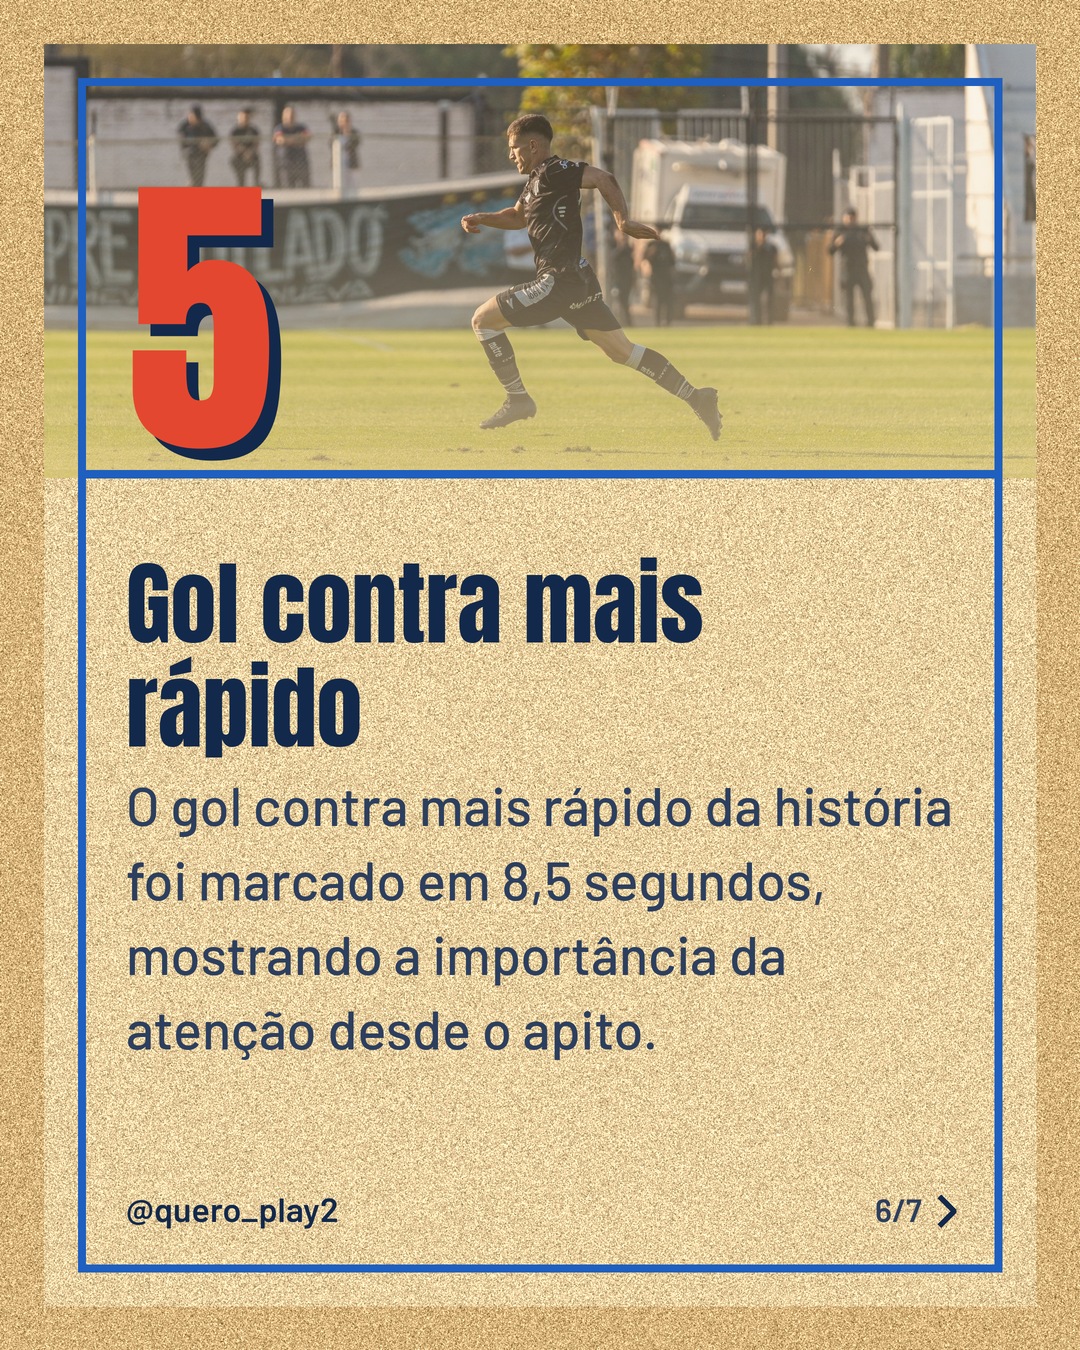 5
Gol contra mais
rápido
O gol contra mais rápido da história
foi marcado em 8,5 segundos,
mostrando a importância da
atenção desde o apito.
@quero_play2
6/7